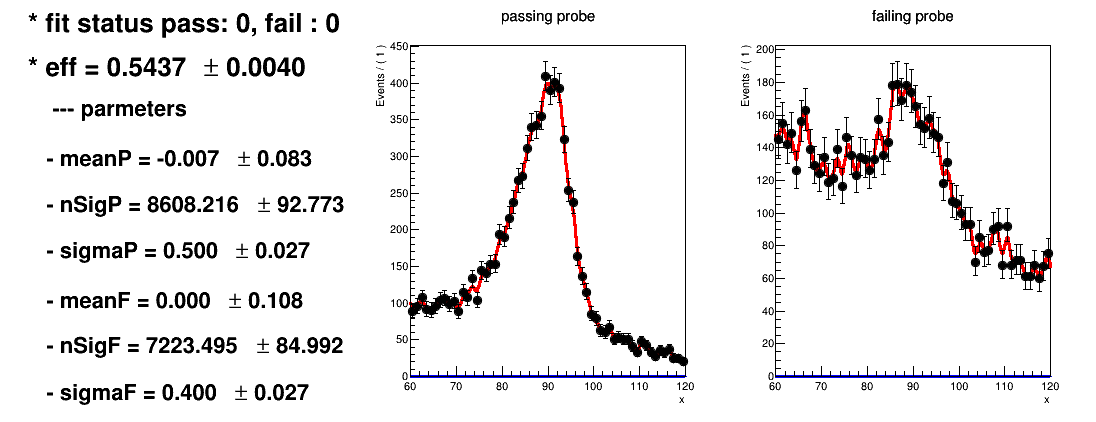 * fit status pass: 0, fail : 0
* eff = 0.5437 ± 0.0040
--- parmeters
- meanP = -0.007 ± 0.083
- nSigP = 8608.216 ± 92.773
- sigmaP = 0.500 ± 0.027
- meanF = 0.000 ± 0.108
- nSigF = 7223.495 ± 84.992
- sigmaF = 0.400 ± 0.027
passing probe
Events / ( 1 )
450
400
350
300
250
200
150
100
50
0
60 70 80 90 100 110 120
x
failing probe
Events / ( 1 )
200
180
160
140
120
100
80
60
40
20
0
60 70 80 90 100 110 120
x